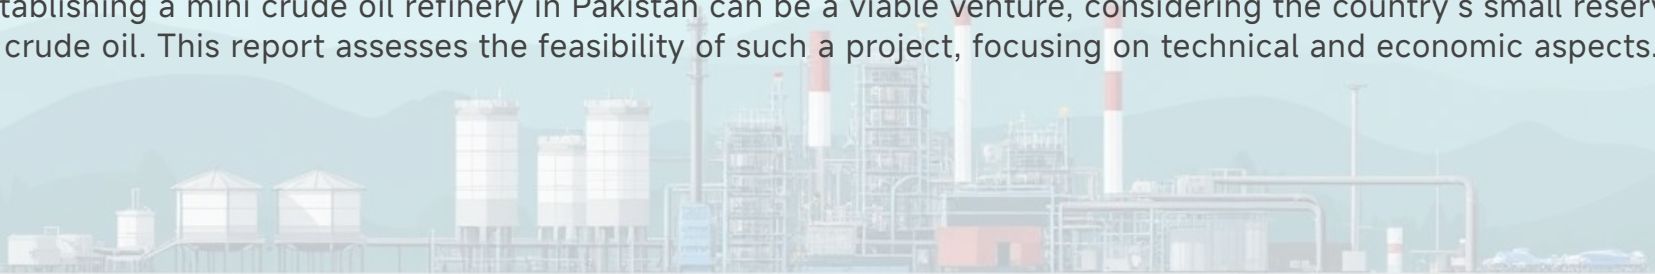 tablishing a mini crude oil refinery in Pakistan can be a viable venture, considering the country's small reserv
crude oil. This report assesses the feasibility of such a project, focusing on technical and economic aspects.